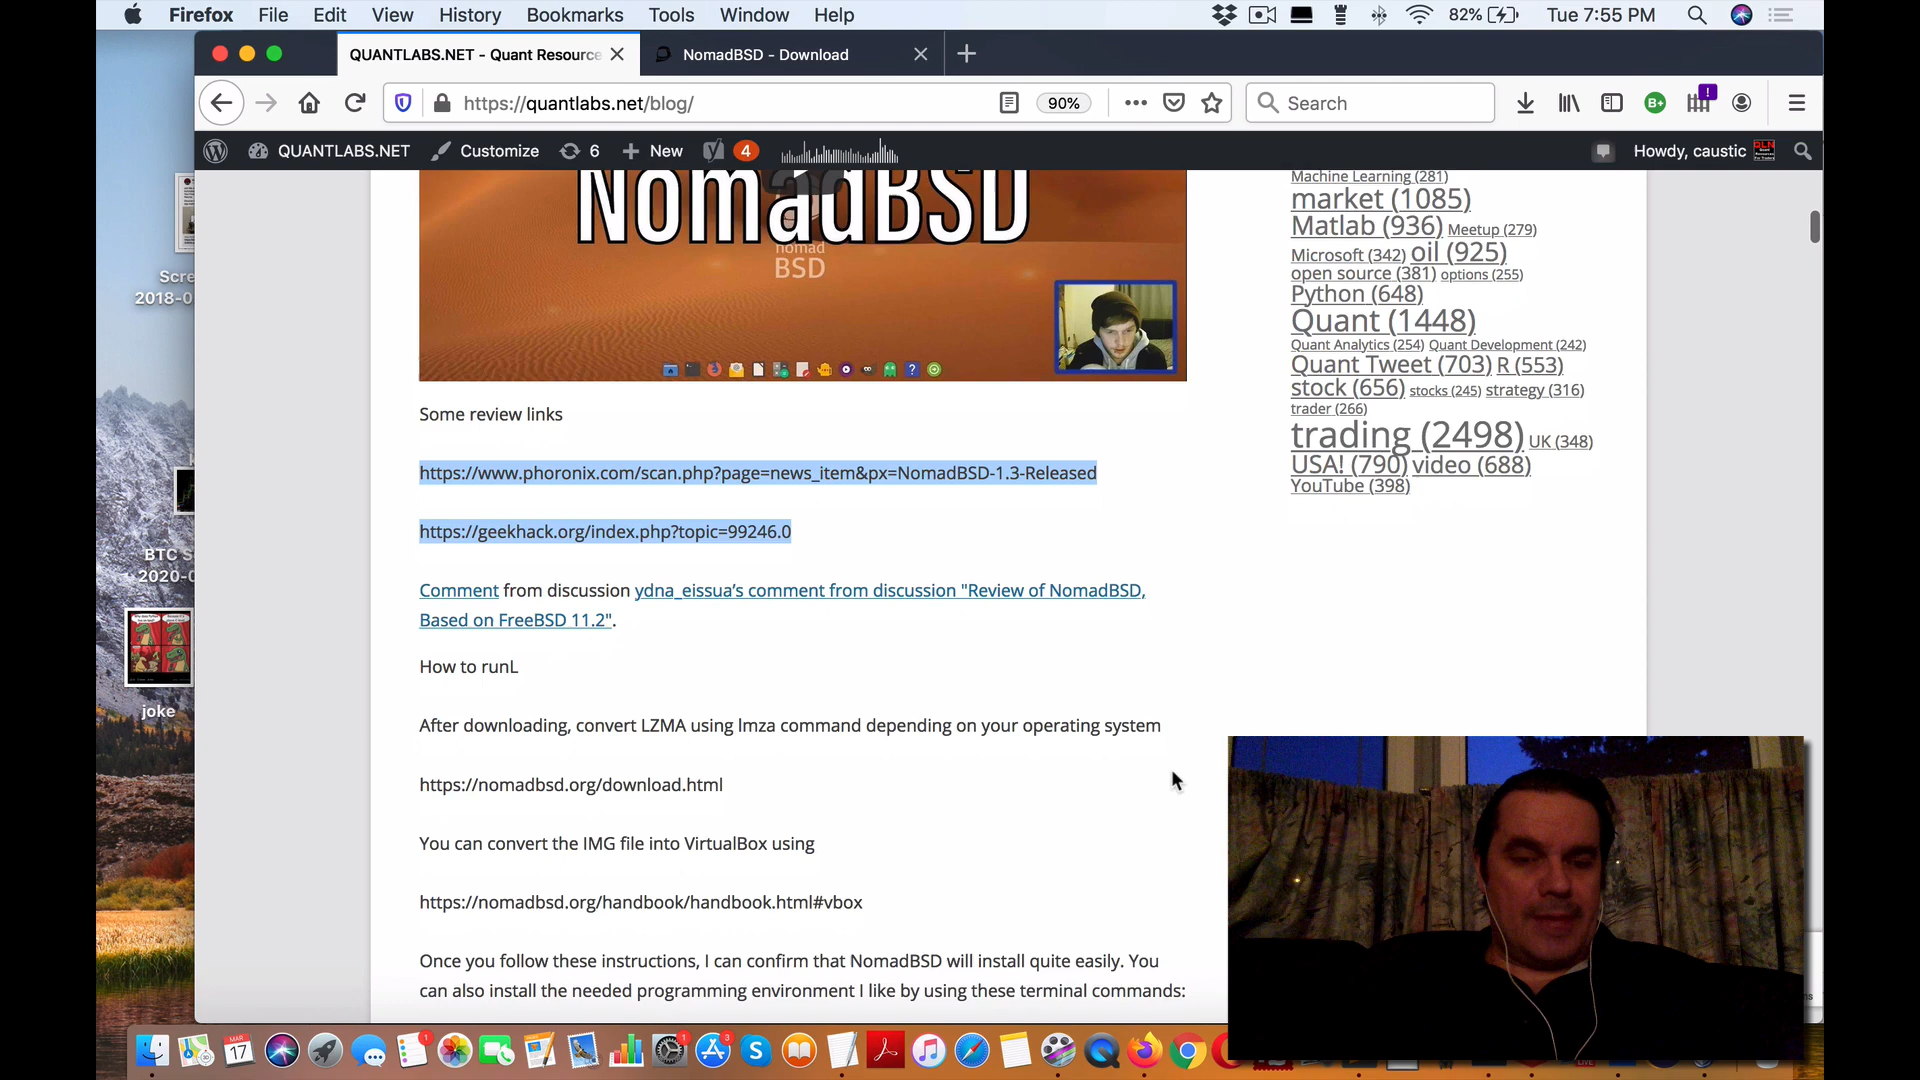 Firefox File Edit View History Bookmarks Tools Window Help 82% Tue 7:55 PM
QUANTLABS.NET - Quant Resource NomadBSD - Download
https://quantlabs.net/blog/ 90% Search
QUANTLABS.NET Customize 6 New 4 Howdy, caustic
NomadBSD
nomad
BSD
Some review links
https://www.phoronix.com/scan.php?page=news_item&px=NomadBSD-1.3-Released
https://geekhack.org/index.php?topic=99246.0
Comment from discussion ydna_eissua’s comment from discussion "Review of NomadBSD,
Based on FreeBSD 11.2".
How to runL
After downloading, convert LZMA using lmza command depending on your operating system
https://nomadbsd.org/download.html
You can convert the IMG file into VirtualBox using
https://nomadbsd.org/handbook/handbook.html#vbox
Once you follow these instructions, I can confirm that NomadBSD will install quite easily. You
can also install the needed programming environment I like by using these terminal commands:
Machine Learning (281)
market (1085)
Matlab (936) Meetup (279)
Microsoft (342) oil (925)
open source (381) options (255)
Python (648)
Quant (1448)
Quant Analytics (254) Quant Development (242)
Quant Tweet (703) R (553)
stock (656) stocks (245) strategy (316)
trader (266)
trading (2498) UK (348)
USA! (790) video (688)
YouTube (398)
Scre
2018-0
BTC S
2020-0
joke
MAR
17